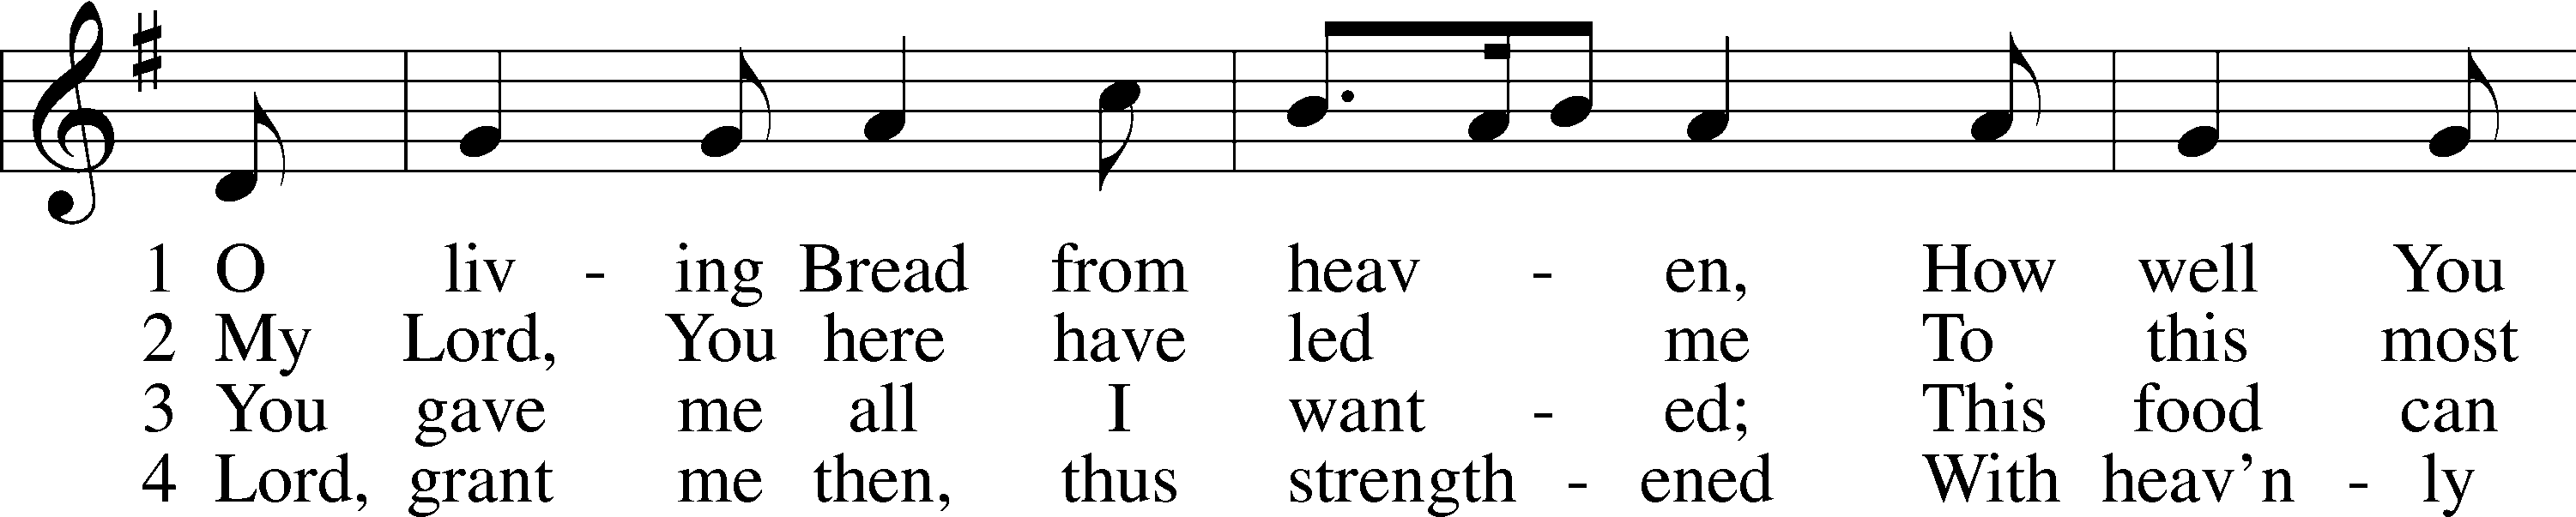 1 O liv - ing Bread from heav - en, How well You
2 My Lord, You here have led me To this most
3 You gave me all I want - ed; This food can
4 Lord, grant me then, thus strength - ened With heav'n - ly